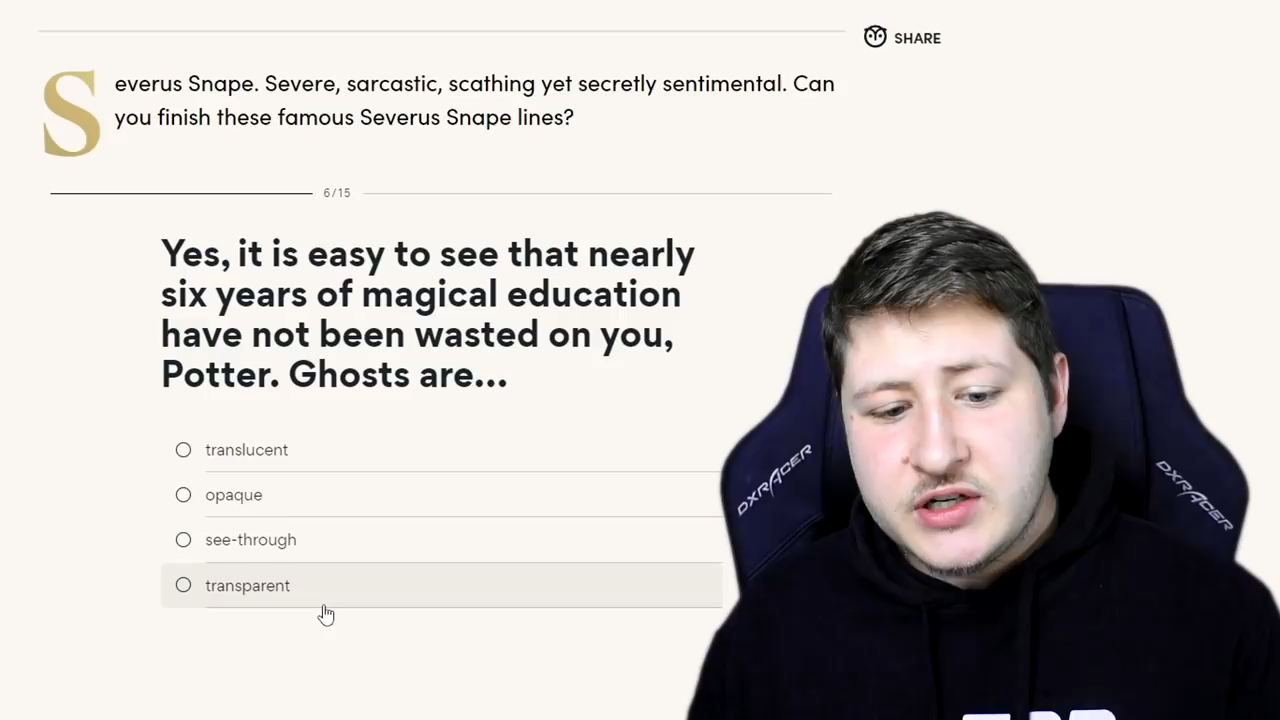 SHARE
Severus Snape. Severe, sarcastic, scathing yet secretly sentimental. Can
you finish these famous Severus Snape lines?
6/15
Yes, it is easy to see that nearly
six years of magical education
have not been wasted on you,
Potter. Ghosts are...
translucent
opaque
see-through
transparent
DXRACER
DXRACER